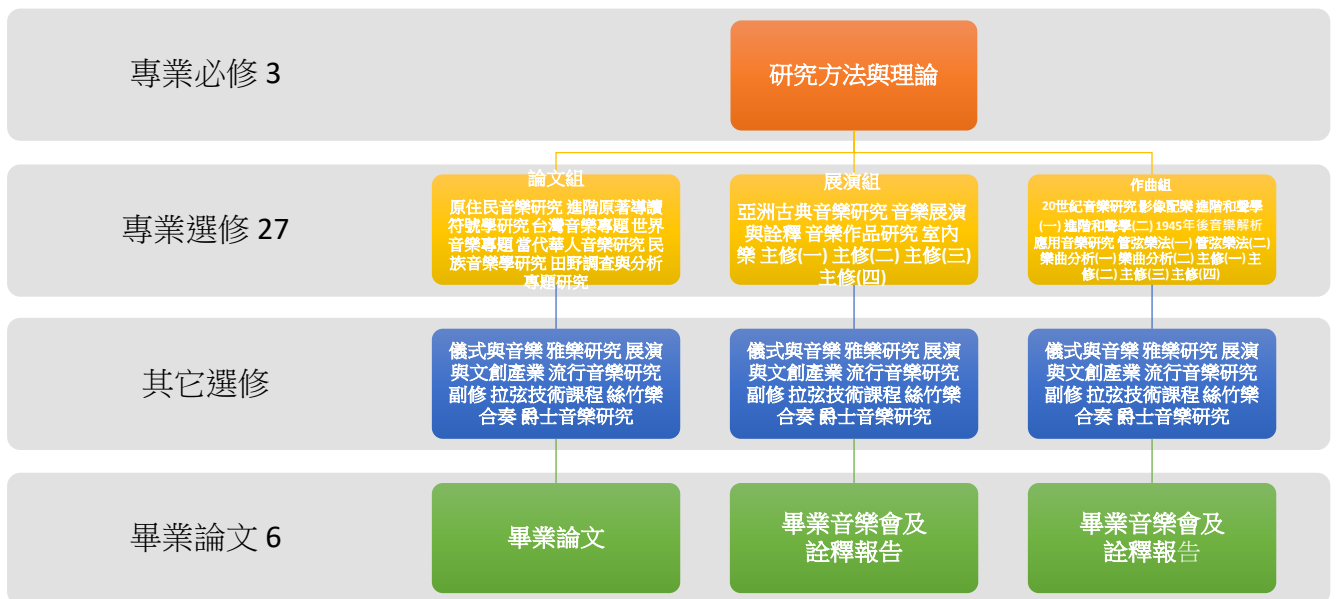 專業必修 3
研究方法與理論
專業選修 27
論文組
原住民音樂研究 進階原著導讀
符號學研究 台灣音樂專題 世界
音樂專題 當代華人音樂研究 民
族音樂學研究 田野調查與分析
專題研究
展演組
亞洲古典音樂研究 音樂展演
與詮釋 音樂作品研究 室內
樂 主修(一) 主修(二) 主修(三)
主修(四)
作曲組
20世紀音樂研究 影像配樂 進階和聲學
(一) 進階和聲學(二) 1945年後音樂解析
應用音樂研究 管弦樂法(一) 管弦樂法(二)
樂曲分析(一) 樂曲分析(二) 主修(一) 主
修(二) 主修(三) 主修(四)
其它選修
儀式與音樂 雅樂研究 展演
與文創產業 流行音樂研究
副修 拉弦技術課程 絲竹樂
合奏 爵士音樂研究
儀式與音樂 雅樂研究 展演
與文創產業 流行音樂研究
副修 拉弦技術課程 絲竹樂
合奏 爵士音樂研究
儀式與音樂 雅樂研究 展演
與文創產業 流行音樂研究
副修 拉弦技術課程 絲竹樂
合奏 爵士音樂研究
畢業論文 6
畢業論文
畢業音樂會及
詮釋報告
畢業音樂會及
詮釋報告